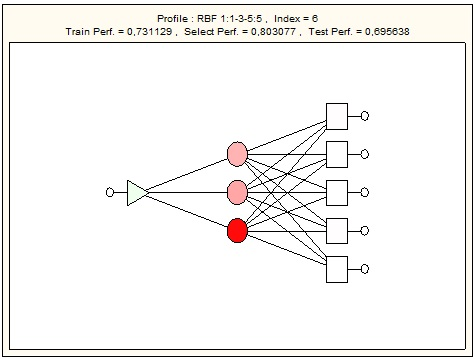 Profile : RBF 1:1-3-5:5 , Index = 6
Train Perf. = 0,731129 , Select Perf. = 0,803077 , Test Perf. = 0,695638